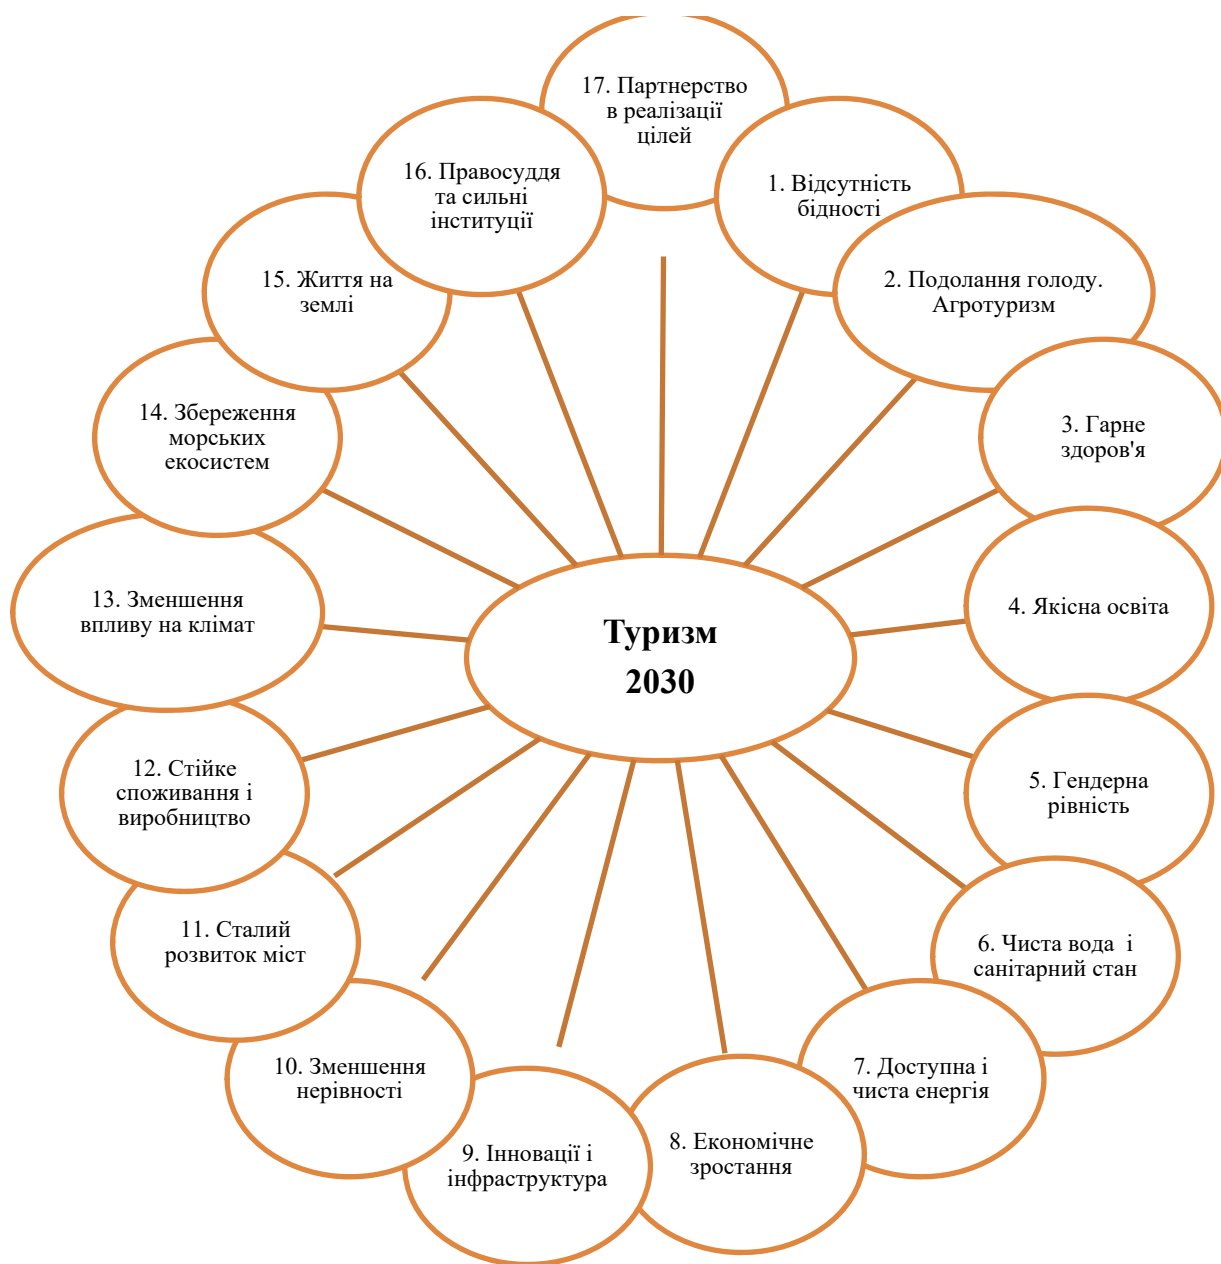 Туризм
2030
1. Відсутність
бідності
2. Подолання голоду.
Агротуризм
3. Гарне
здоров'я
4. Якісна освіта
5. Гендерна
рівність
6. Чиста вода  і
санітарний стан
7. Доступна і
чиста енергія
8. Економічне
зростання
9. Інновації і
інфраструктура
10. Зменшення
нерівності
11. Сталий
розвиток міст
12. Стійке
споживання і
виробництво
13. Зменшення
впливу на клімат
14. Збереження
морських
екосистем
15. Життя на
землі
16. Правосуддя
та сильні
інституції
17. Партнерство
в реалізації
цілей